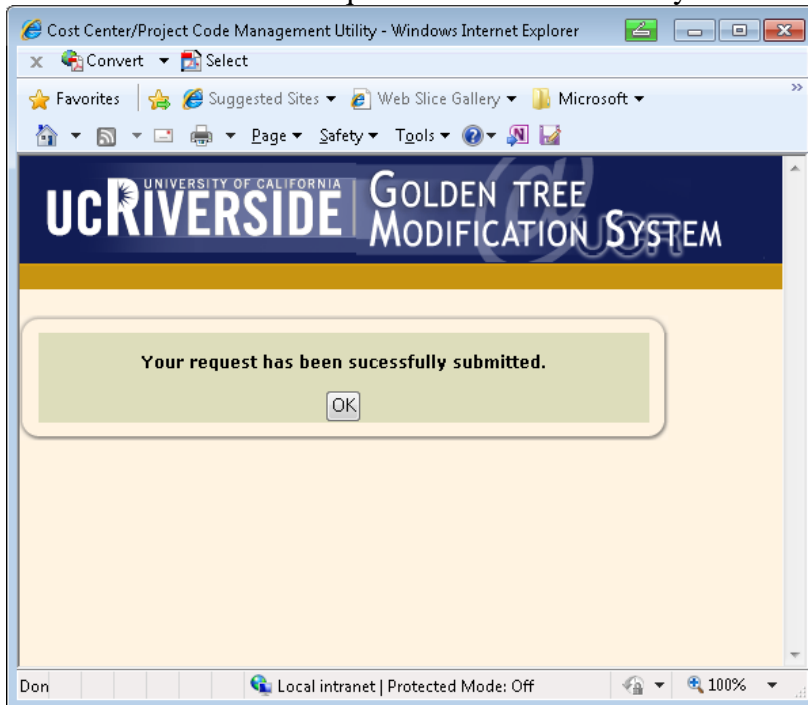 Cost Center/Project Code Management Utility - Windows Internet Explorer
x Convert Select
Favorites Suggested Sites Web Slice Gallery Microsoft »
Page Safety Tools
UNIVERSITY OF CALIFORNIA
UCRIVERSIDE
GOLDEN TREE
MODIFICATION SYSTEM
@UCR
Your request has been sucessfully submitted.
OK
Don Local intranet | Protected Mode: Off 100%